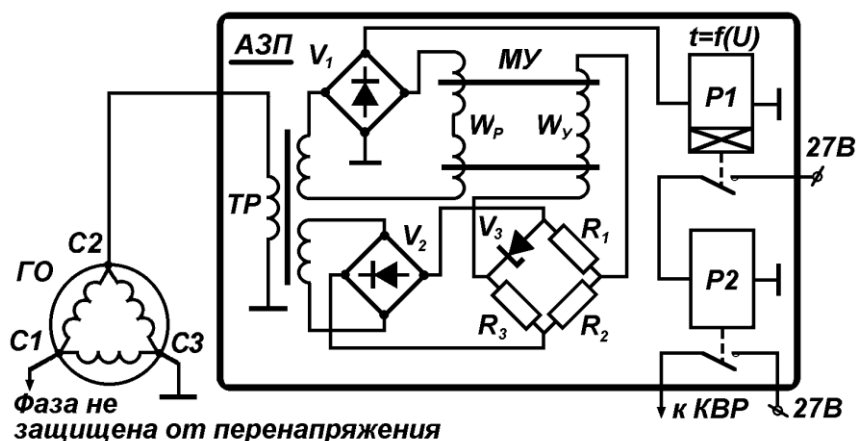 АЗП
V1
МУ
t=f(U)
P1
WР
WУ
27В
ТР
V2
V3
R1
C2
ГО
P2
R3
R2
C1
C3
Фаза не
к КВР
27В
защищена от перенапряжения